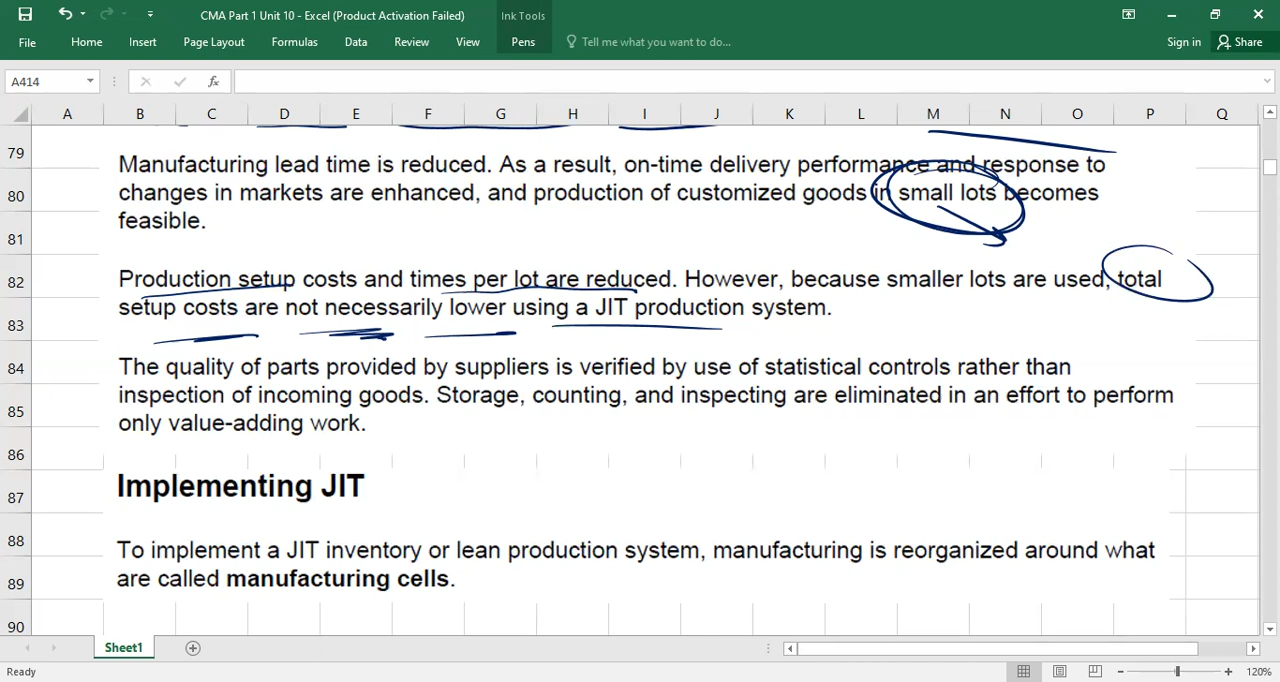 CMA Part 1 Unit 10 - Excel (Product Activation Failed)
Ink Tools
File Home Insert Page Layout Formulas Data Review View Pens Tell me what you want to do... Sign in Share
A414
fx
A B C D E F G H I J K L M N O P Q
79
Manufacturing lead time is reduced. As a result, on-time delivery performance and response to
80
changes in markets are enhanced, and production of customized goods in small lots becomes
81
feasible.
82
Production setup costs and times per lot are reduced. However, because smaller lots are used, total
83
setup costs are not necessarily lower using a JIT production system.
84
The quality of parts provided by suppliers is verified by use of statistical controls rather than
85
inspection of incoming goods. Storage, counting, and inspecting are eliminated in an effort to perform
only value-adding work.
86
87
Implementing JIT
88
To implement a JIT inventory or lean production system, manufacturing is reorganized around what
89
are called manufacturing cells.
90
Sheet1
Ready
120%